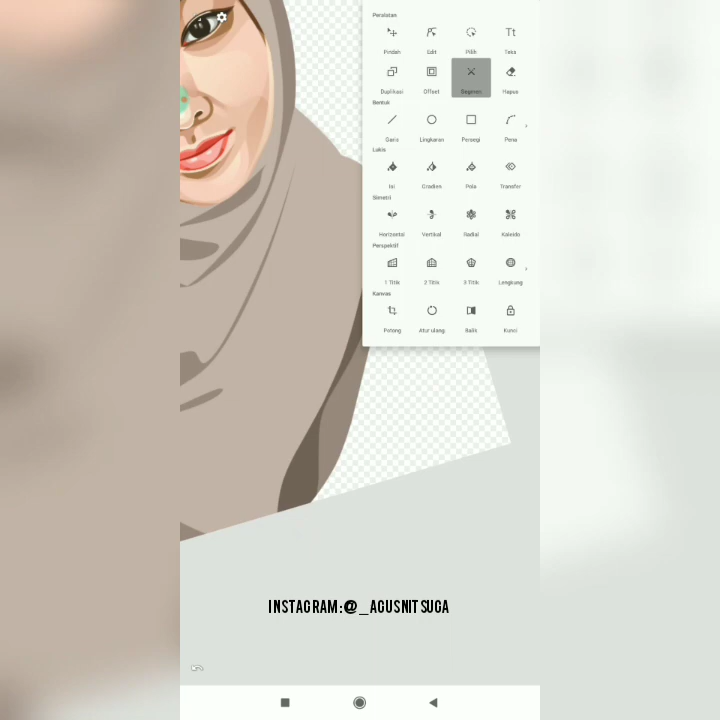 Peralatan
Pindah Edit Pilih Teks
Duplikasi Offset Segmen Hapus
Bentuk
Garis Lingkaran Persegi Pena
Lukis
Isi Gradien Pola Transfer
Simetri
Horizontal Vertikal Radial Kaleido
Perspektif
1 Titik 2 Titik 3 Titik Lengkung
Kanvas
Potong Atur ulang Balik Kunci
INSTAGRAM:@_AGUSNITSUGA